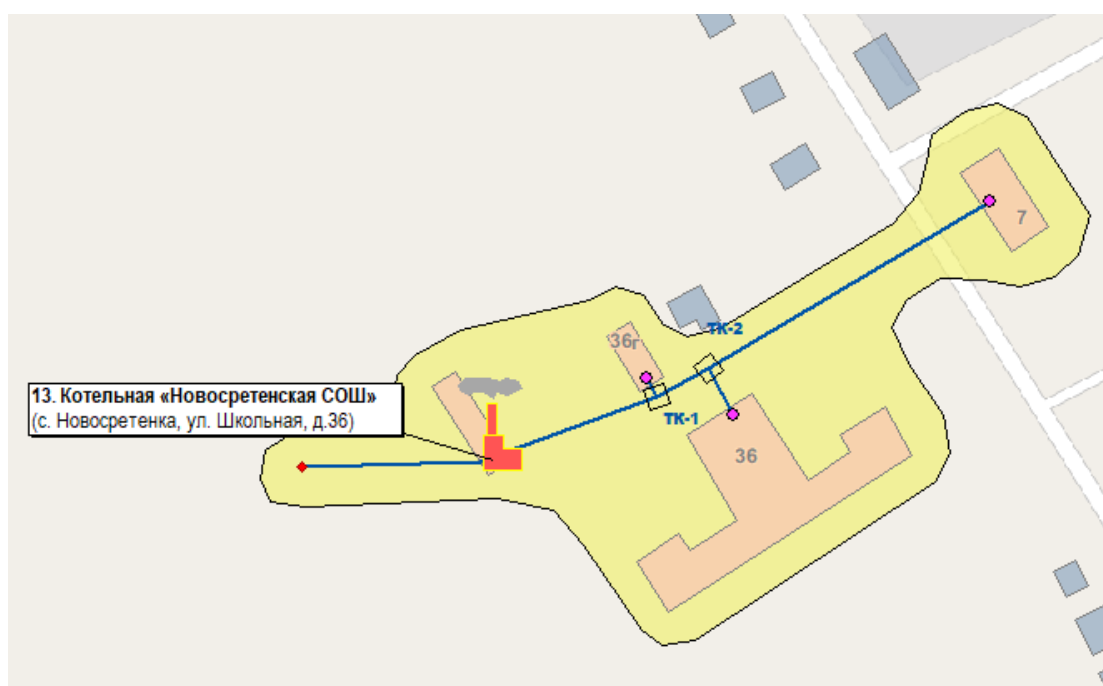 7
ТК-2
36г
13. Котельная «Новосретенская СОШ»
(с. Новосретенка, ул. Школьная, д.36)
ТК-1
36